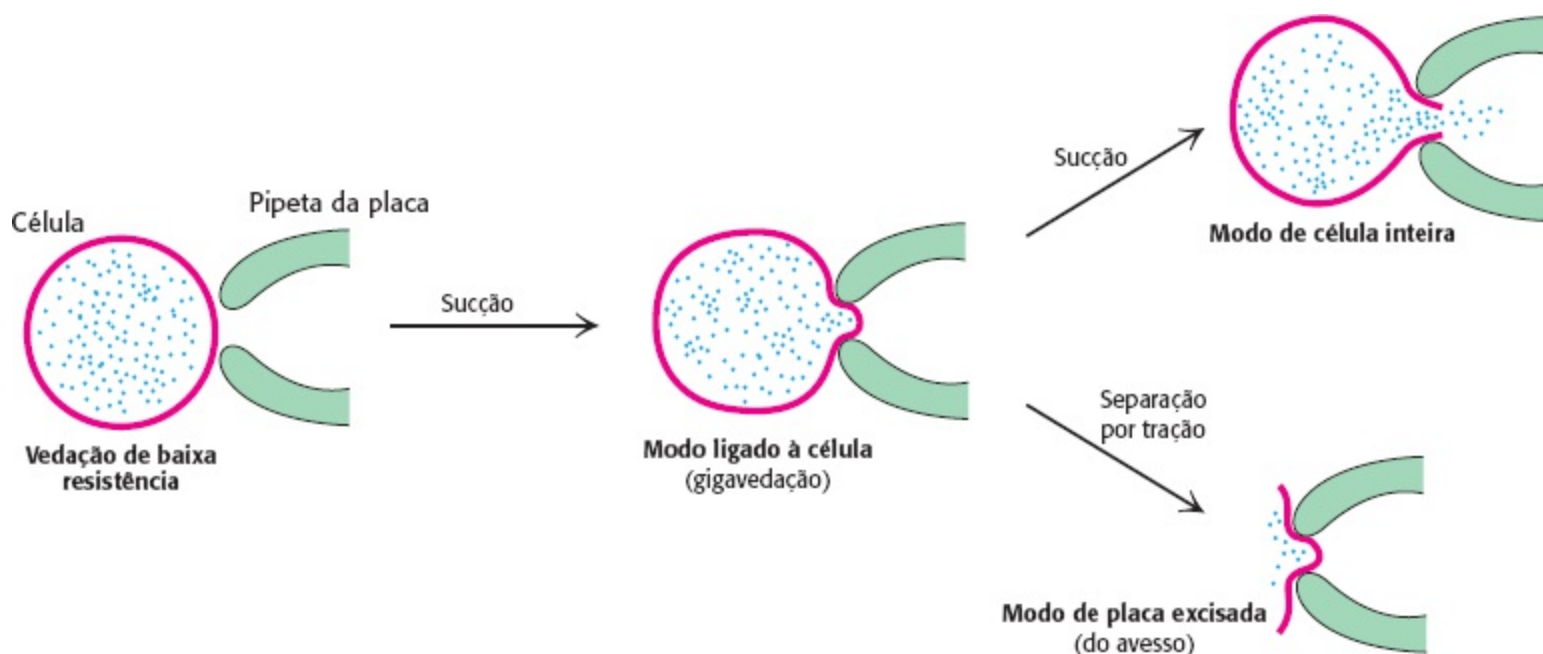 Célula
Pipeta da placa
Vedação de baixa
resistência
Sucção
Modo ligado à célula
(gigavedação)
Sucção
Modo de célula inteira
Separação
por tração
Modo de placa excisada
(do avesso)